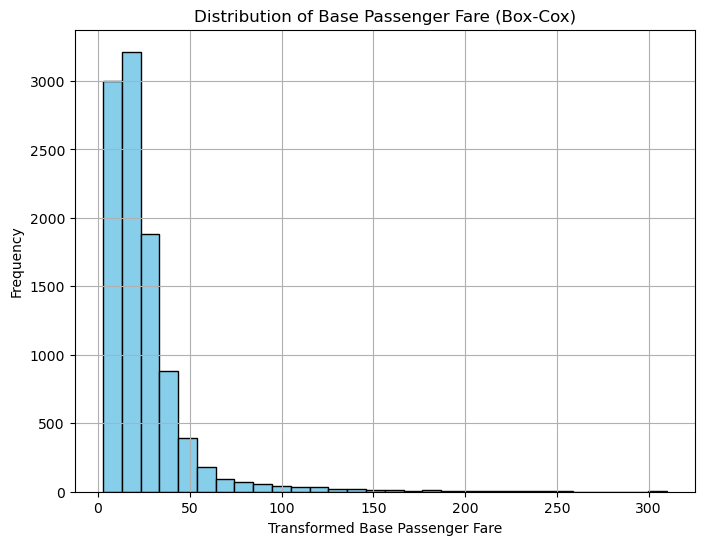 Distribution of Base Passenger Fare (Box-Cox)
3000
2500
2000
1500
1000
500
0
Frequency
0 50 100 150 200 250 300
Transformed Base Passenger Fare